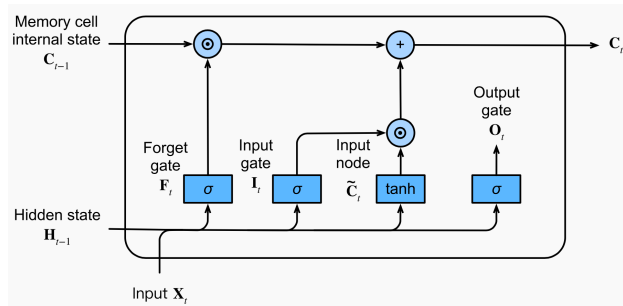 Memory cell
internal state
C_{t−1}
C_t
Output
gate
O_t
Forget
gate
F_t
Input
gate
I_t
Input
node
C̃_t
σ
σ
tanh
σ
Hidden state
H_{t−1}
Input X_t